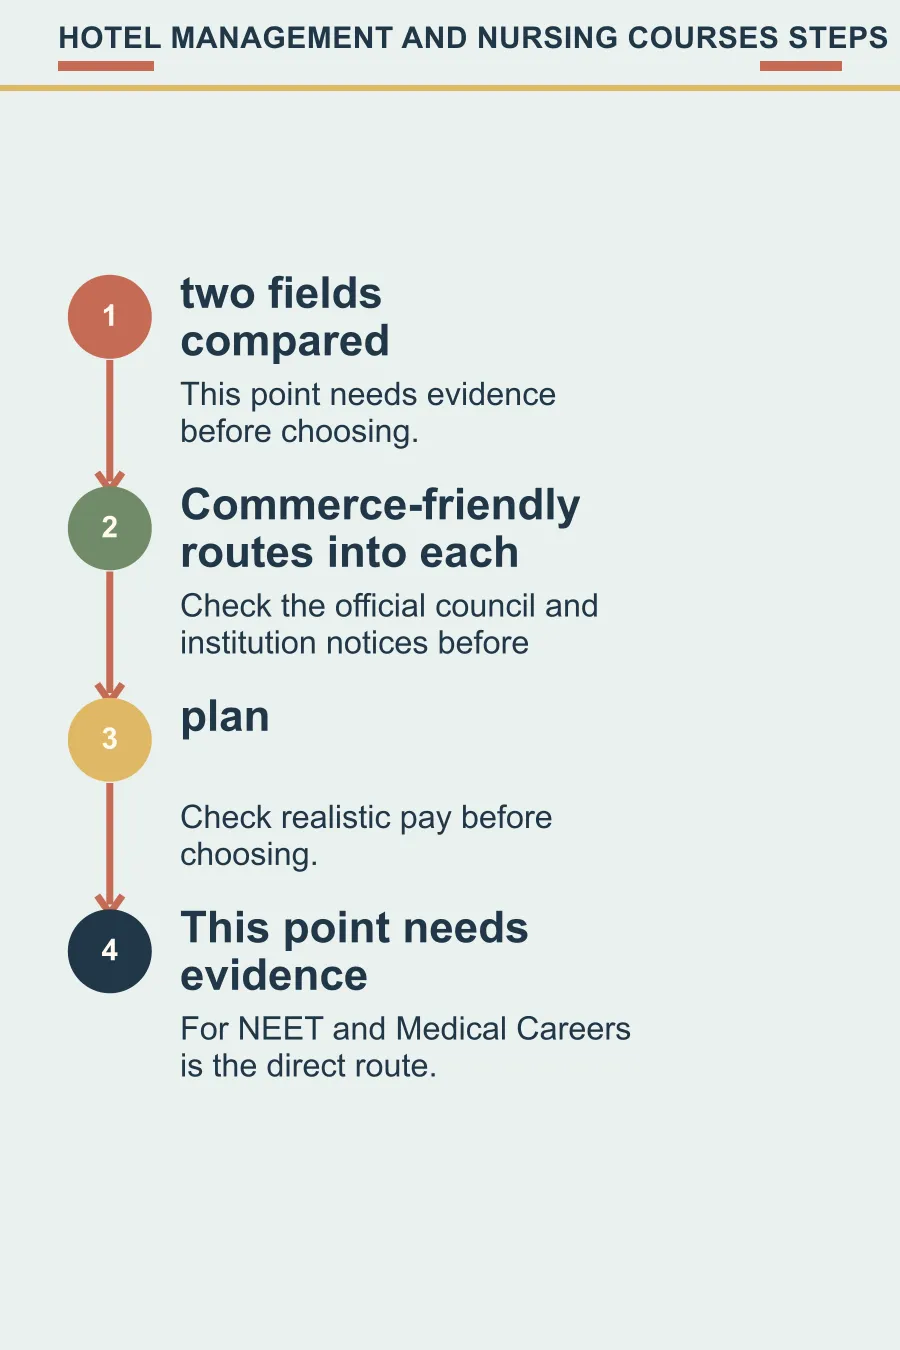 HOTEL MANAGEMENT AND NURSING COURSES STEPS
1
two fields
compared
This point needs evidence
before choosing.
2
Commerce-friendly
routes into each
Check the official council and
institution notices before
3
plan
Check realistic pay before
choosing.
4
This point needs
evidence
For NEET and Medical Careers
is the direct route.